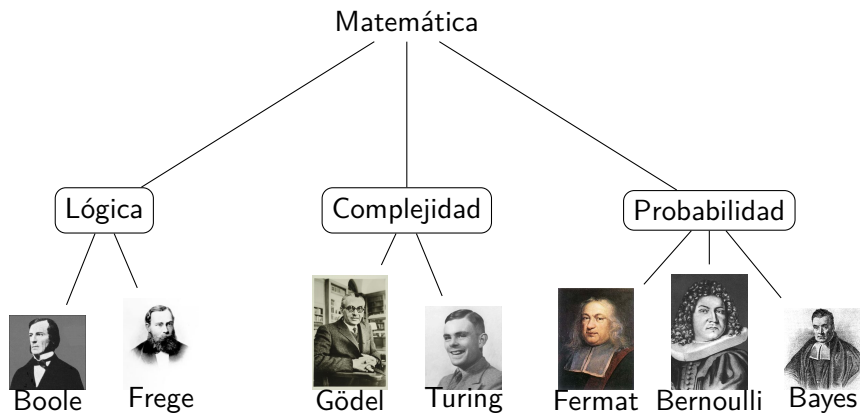 Matemática
Lógica
Complejidad
Probabilidad
Boole
Frege
Gödel
Turing
Fermat
Bernoulli
Bayes